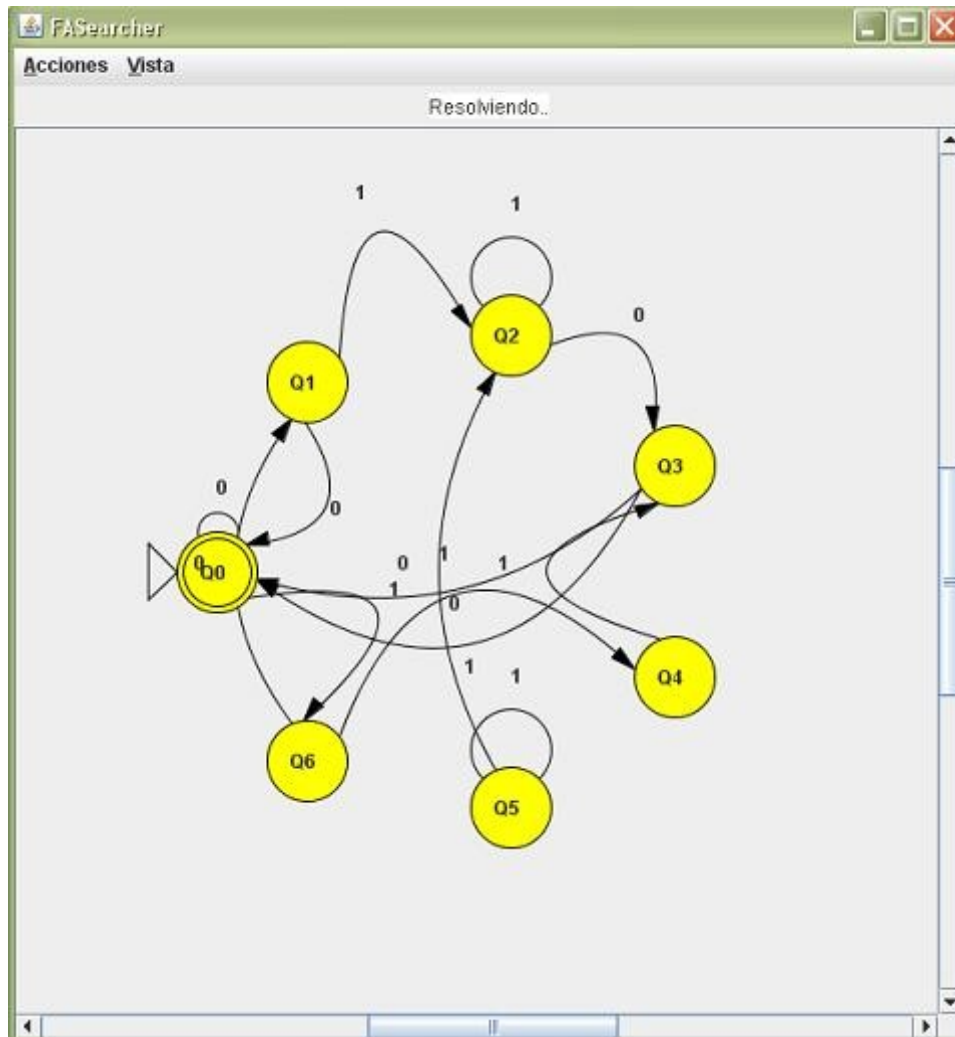 FASearcher
Acciones Vista
Resolviendo..
1
1
0
Q2
Q1
Q3
0
0
0
Q0
0
1
1
1
0
1
1
Q4
Q6
Q5